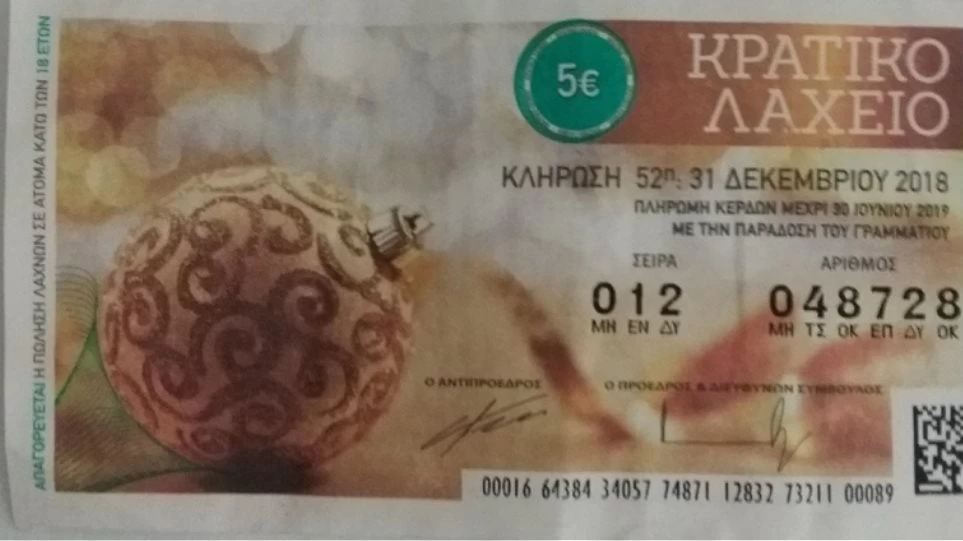 ΑΠΑΓΟΡΕΥΕΤΑΙ Η ΠΩΛΗΣΗ ΛΑΧΝΩΝ ΣΕ ΑΤΟΜΑ ΚΑΤΩ ΤΩΝ 18 ΕΤΩΝ
5€
ΚΡΑΤΙΚΟ
ΛΑΧΕΙΟ
ΚΛΗΡΩΣΗ 52η: 31 ΔΕΚΕΜΒΡΙΟΥ 2018
ΠΛΗΡΩΜΗ ΚΕΡΔΩΝ ΜΕΧΡΙ 30 ΙΟΥΝΙΟΥ 2019
ΜΕ ΤΗΝ ΠΑΡΑΔΟΣΗ ΤΟΥ ΓΡΑΜΜΑΤΙΟΥ
ΣΕΙΡΑ ΑΡΙΘΜΟΣ
012 048728
ΜΗ ΕΝ ΔΥ ΜΗ ΤΣ ΟΚ ΕΠ ΔΥ ΟΚ
Ο ΑΝΤΙΠΡΟΕΔΡΟΣ Ο ΠΡΟΕΔΡΟΣ & ΔΙΕΥΘΥΝΩΝ ΣΥΜΒΟΥΛΟΣ
00016 64384 34057 74871 12832 73211 00089